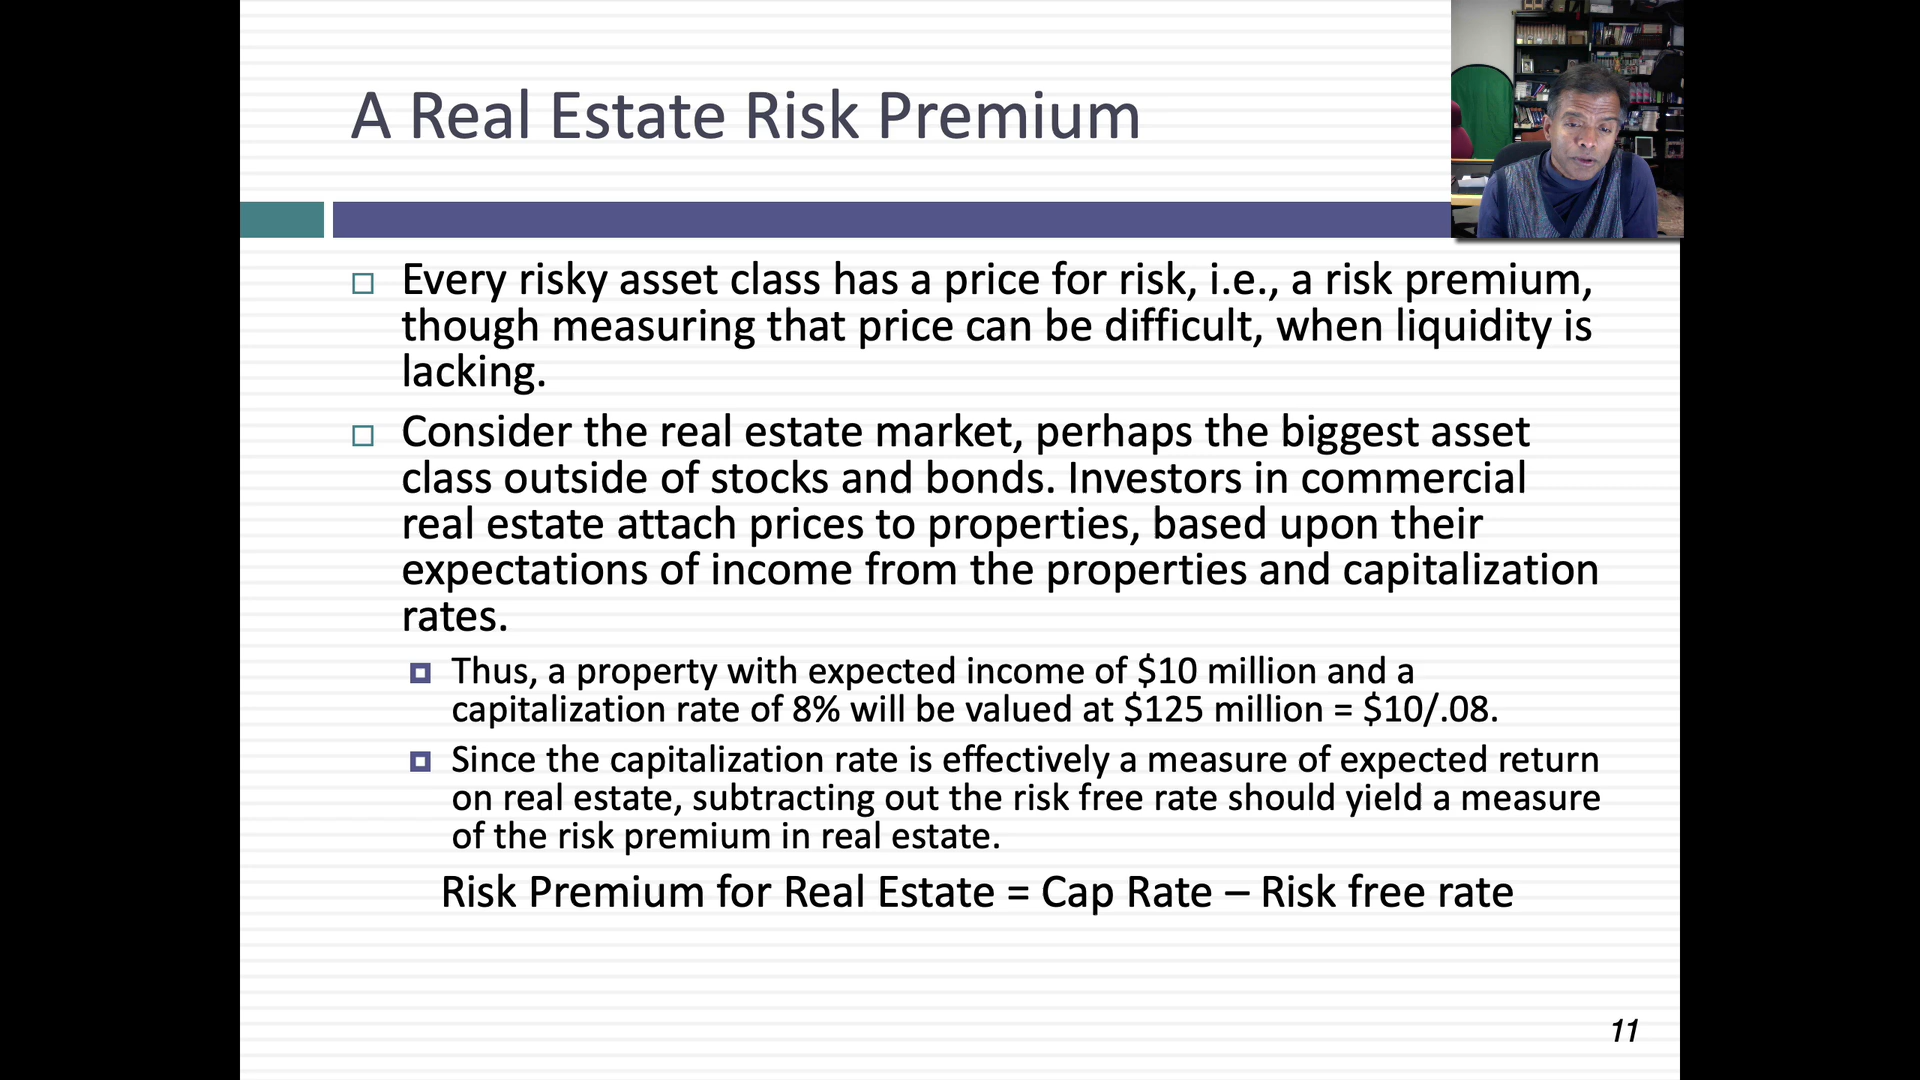 A Real Estate Risk Premium
Every risky asset class has a price for risk, i.e., a risk premium,
though measuring that price can be difficult, when liquidity is
lacking.
Consider the real estate market, perhaps the biggest asset
class outside of stocks and bonds. Investors in commercial
real estate attach prices to properties, based upon their
expectations of income from the properties and capitalization
rates.
Thus, a property with expected income of $10 million and a
capitalization rate of 8% will be valued at $125 million = $10/.08.
Since the capitalization rate is effectively a measure of expected return
on real estate, subtracting out the risk free rate should yield a measure
of the risk premium in real estate.
Risk Premium for Real Estate = Cap Rate – Risk free rate
11